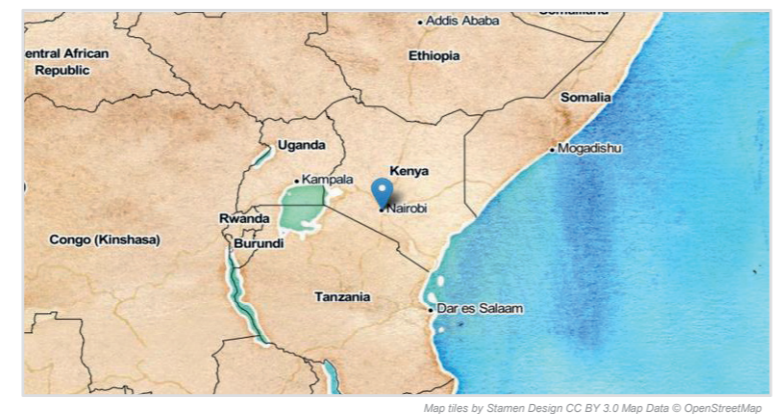 Somaliland
Addis Ababa
entral African
Republic
Ethiopia
Somalia
Uganda
Mogadishu
Kenya
Kampala
Nairobi
Rwanda
Congo (Kinshasa)
Burundi
Tanzania
Dar es Salaam
Map tiles by Stamen Design CC BY 3.0 Map Data © OpenStreetMap